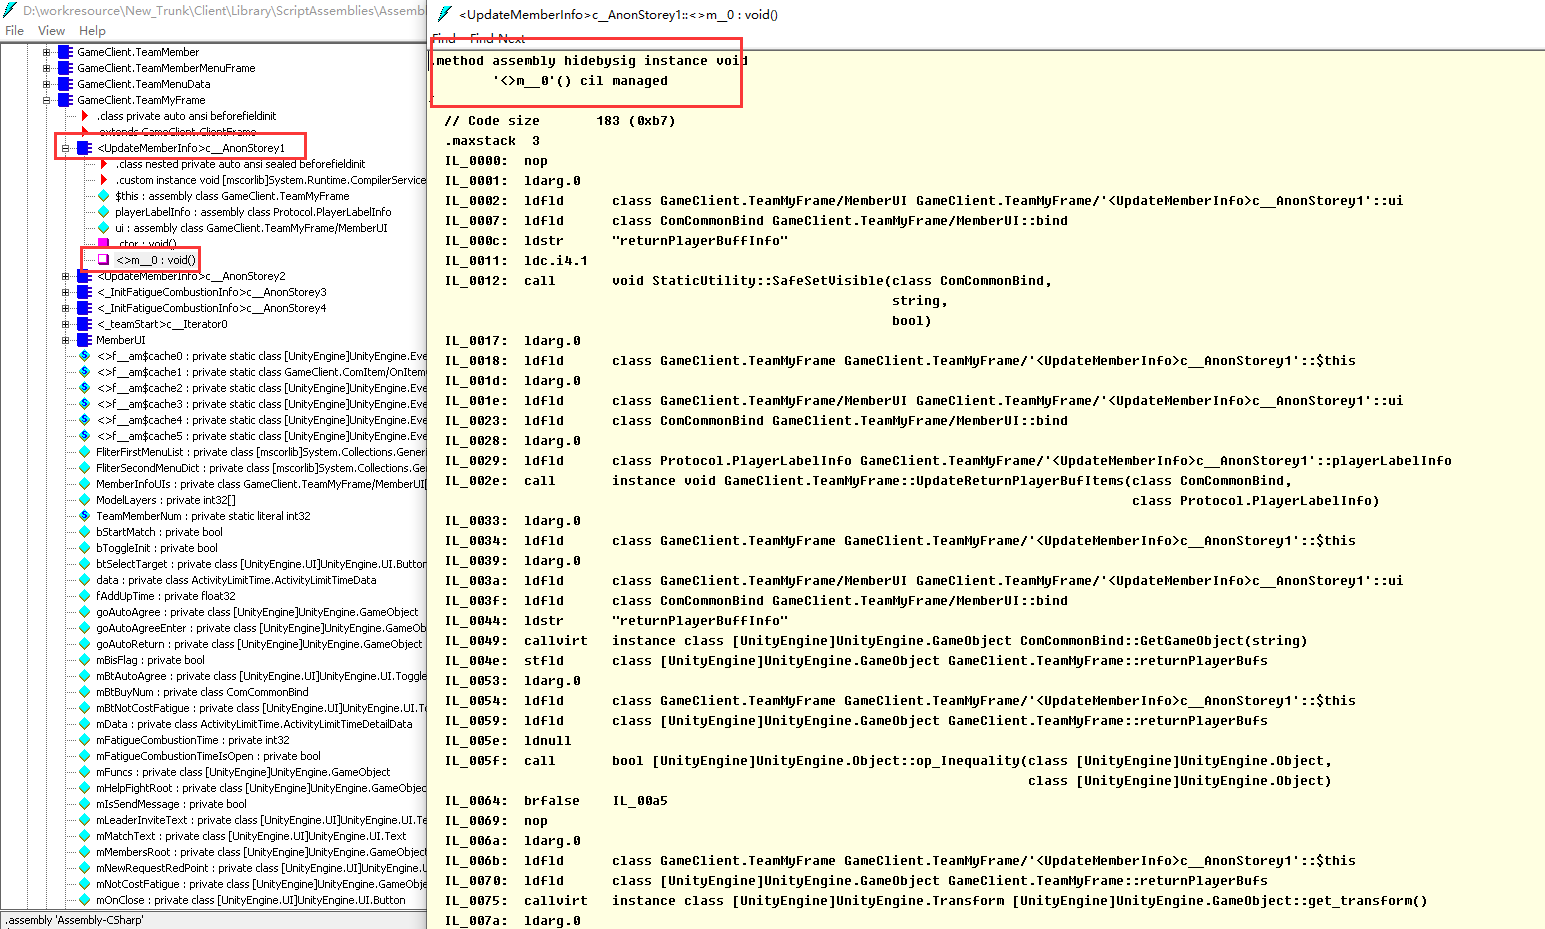 D:\workresource\New_Trunk\Client\Library\ScriptAssemblies\Assemb
File View Help
GameClient.TeamMember
GameClient.TeamMemberMenuFrame
GameClient.TeamMenuData
GameClient.TeamMyFrame
.class private auto ansi beforefieldinit
extends GameClient.ClientFrame
<UpdateMemberInfo>c__AnonStorey1
.class nested private auto ansi sealed beforefieldinit
.custom instance void [mscorlib]System.Runtime.CompilerService
$this : assembly class GameClient.TeamMyFrame
playerLabelInfo : assembly class Protocol.PlayerLabelInfo
ui : assembly class GameClient.TeamMyFrame/MemberUI
.ctor : void()
<>m__0 : void()
<UpdateMemberInfo>c__AnonStorey2
<_InitFatigueCombustionInfo>c__AnonStorey3
<_InitFatigueCombustionInfo>c__AnonStorey4
<_teamStart>c__Iterator0
MemberUI
<>f__am$cache0 : private static class [UnityEngine]UnityEngine.Eve
<>f__am$cache1 : private static class GameClient.ComItem/OnItem
<>f__am$cache2 : private static class [UnityEngine]UnityEngine.Eve
<>f__am$cache3 : private static class [UnityEngine]UnityEngine.Eve
<>f__am$cache4 : private static class [UnityEngine]UnityEngine.Eve
<>f__am$cache5 : private static class [UnityEngine]UnityEngine.Eve
FliterFirstMenuList : private class [mscorlib]System.Collections.Generi
FliterSecondMenuDict : private class [mscorlib]System.Collections.Ge
MemberInfoUIs : private class GameClient.TeamMyFrame/MemberUI[
ModelLayers : private int32[]
TeamMemberNum : private static literal int32
bStartMatch : private bool
bToggleInit : private bool
btSelectTarget : private class [UnityEngine.UI]UnityEngine.UI.Button
data : private class ActivityLimitTime.ActivityLimitTimeData
fAddUpTime : private float32
goAutoAgree : private class [UnityEngine]UnityEngine.GameObject
goAutoAgreeEnter : private class [UnityEngine]UnityEngine.GameOb
goAutoReturn : private class [UnityEngine]UnityEngine.GameObject
mBisFlag : private bool
mBtAutoAgree : private class [UnityEngine.UI]UnityEngine.UI.Toggle
mBtBuyNum : private class ComCommonBind
mBtNotCostFatigue : private class [UnityEngine.UI]UnityEngine.UI.To
mData : private class ActivityLimitTime.ActivityLimitTimeDetailData
mFatigueCombustionTime : private int32
mFatigueCombustionTimeIsOpen : private bool
mFuncs : private class [UnityEngine]UnityEngine.GameObject
mHelpFightRoot : private class [UnityEngine]UnityEngine.GameObjec
mIsSendMessage : private bool
mLeaderInviteText : private class [UnityEngine.UI]UnityEngine.UI.Te
mMatchText : private class [UnityEngine.UI]UnityEngine.UI.Text
mMembersRoot : private class [UnityEngine]UnityEngine.GameObject
mNewRequestRedPoint : private class [UnityEngine.UI]UnityEngine.U
mNotCostFatigue : private class [UnityEngine]UnityEngine.GameObje
mOnClose : private class [UnityEngine.UI]UnityEngine.UI.Button
.assembly 'Assembly-CSharp'
<UpdateMemberInfo>c__AnonStorey1::<>m__0 : void()
Find Find Next
.method assembly hidebysig instance void
'<>m__0'() cil managed
{
// Code size 183 (0xb7)
.maxstack 3
IL_0000: nop
IL_0001: ldarg.0
IL_0002: ldfld class GameClient.TeamMyFrame/MemberUI GameClient.TeamMyFrame/'<UpdateMemberInfo>c__AnonStorey1'::ui
IL_0007: ldfld class ComCommonBind GameClient.TeamMyFrame/MemberUI::bind
IL_000c: ldstr "returnPlayerBuffInfo"
IL_0011: ldc.i4.1
IL_0012: call void StaticUtility::SafeSetVisible(class ComCommonBind,
string,
bool)
IL_0017: ldarg.0
IL_0018: ldfld class GameClient.TeamMyFrame GameClient.TeamMyFrame/'<UpdateMemberInfo>c__AnonStorey1'::$this
IL_001d: ldarg.0
IL_001e: ldfld class GameClient.TeamMyFrame/MemberUI GameClient.TeamMyFrame/'<UpdateMemberInfo>c__AnonStorey1'::ui
IL_0023: ldfld class ComCommonBind GameClient.TeamMyFrame/MemberUI::bind
IL_0028: ldarg.0
IL_0029: ldfld class Protocol.PlayerLabelInfo GameClient.TeamMyFrame/'<UpdateMemberInfo>c__AnonStorey1'::playerLabelInfo
IL_002e: call instance void GameClient.TeamMyFrame::UpdateReturnPlayerBufItems(class ComCommonBind,
class Protocol.PlayerLabelInfo)
IL_0033: ldarg.0
IL_0034: ldfld class GameClient.TeamMyFrame GameClient.TeamMyFrame/'<UpdateMemberInfo>c__AnonStorey1'::$this
IL_0039: ldarg.0
IL_003a: ldfld class GameClient.TeamMyFrame/MemberUI GameClient.TeamMyFrame/'<UpdateMemberInfo>c__AnonStorey1'::ui
IL_003f: ldfld class ComCommonBind GameClient.TeamMyFrame/MemberUI::bind
IL_0044: ldstr "returnPlayerBuffInfo"
IL_0049: callvirt instance class [UnityEngine]UnityEngine.GameObject ComCommonBind::GetGameObject(string)
IL_004e: stfld class [UnityEngine]UnityEngine.GameObject GameClient.TeamMyFrame::returnPlayerBufs
IL_0053: ldarg.0
IL_0054: ldfld class GameClient.TeamMyFrame GameClient.TeamMyFrame/'<UpdateMemberInfo>c__AnonStorey1'::$this
IL_0059: ldfld class [UnityEngine]UnityEngine.GameObject GameClient.TeamMyFrame::returnPlayerBufs
IL_005e: ldnull
IL_005f: call bool [UnityEngine]UnityEngine.Object::op_Inequality(class [UnityEngine]UnityEngine.Object,
class [UnityEngine]UnityEngine.Object)
IL_0064: brfalse IL_00a5
IL_0069: nop
IL_006a: ldarg.0
IL_006b: ldfld class GameClient.TeamMyFrame GameClient.TeamMyFrame/'<UpdateMemberInfo>c__AnonStorey1'::$this
IL_0070: ldfld class [UnityEngine]UnityEngine.GameObject GameClient.TeamMyFrame::returnPlayerBufs
IL_0075: callvirt instance class [UnityEngine]UnityEngine.Transform [UnityEngine]UnityEngine.GameObject::get_transform()
IL_007a: ldarg.0